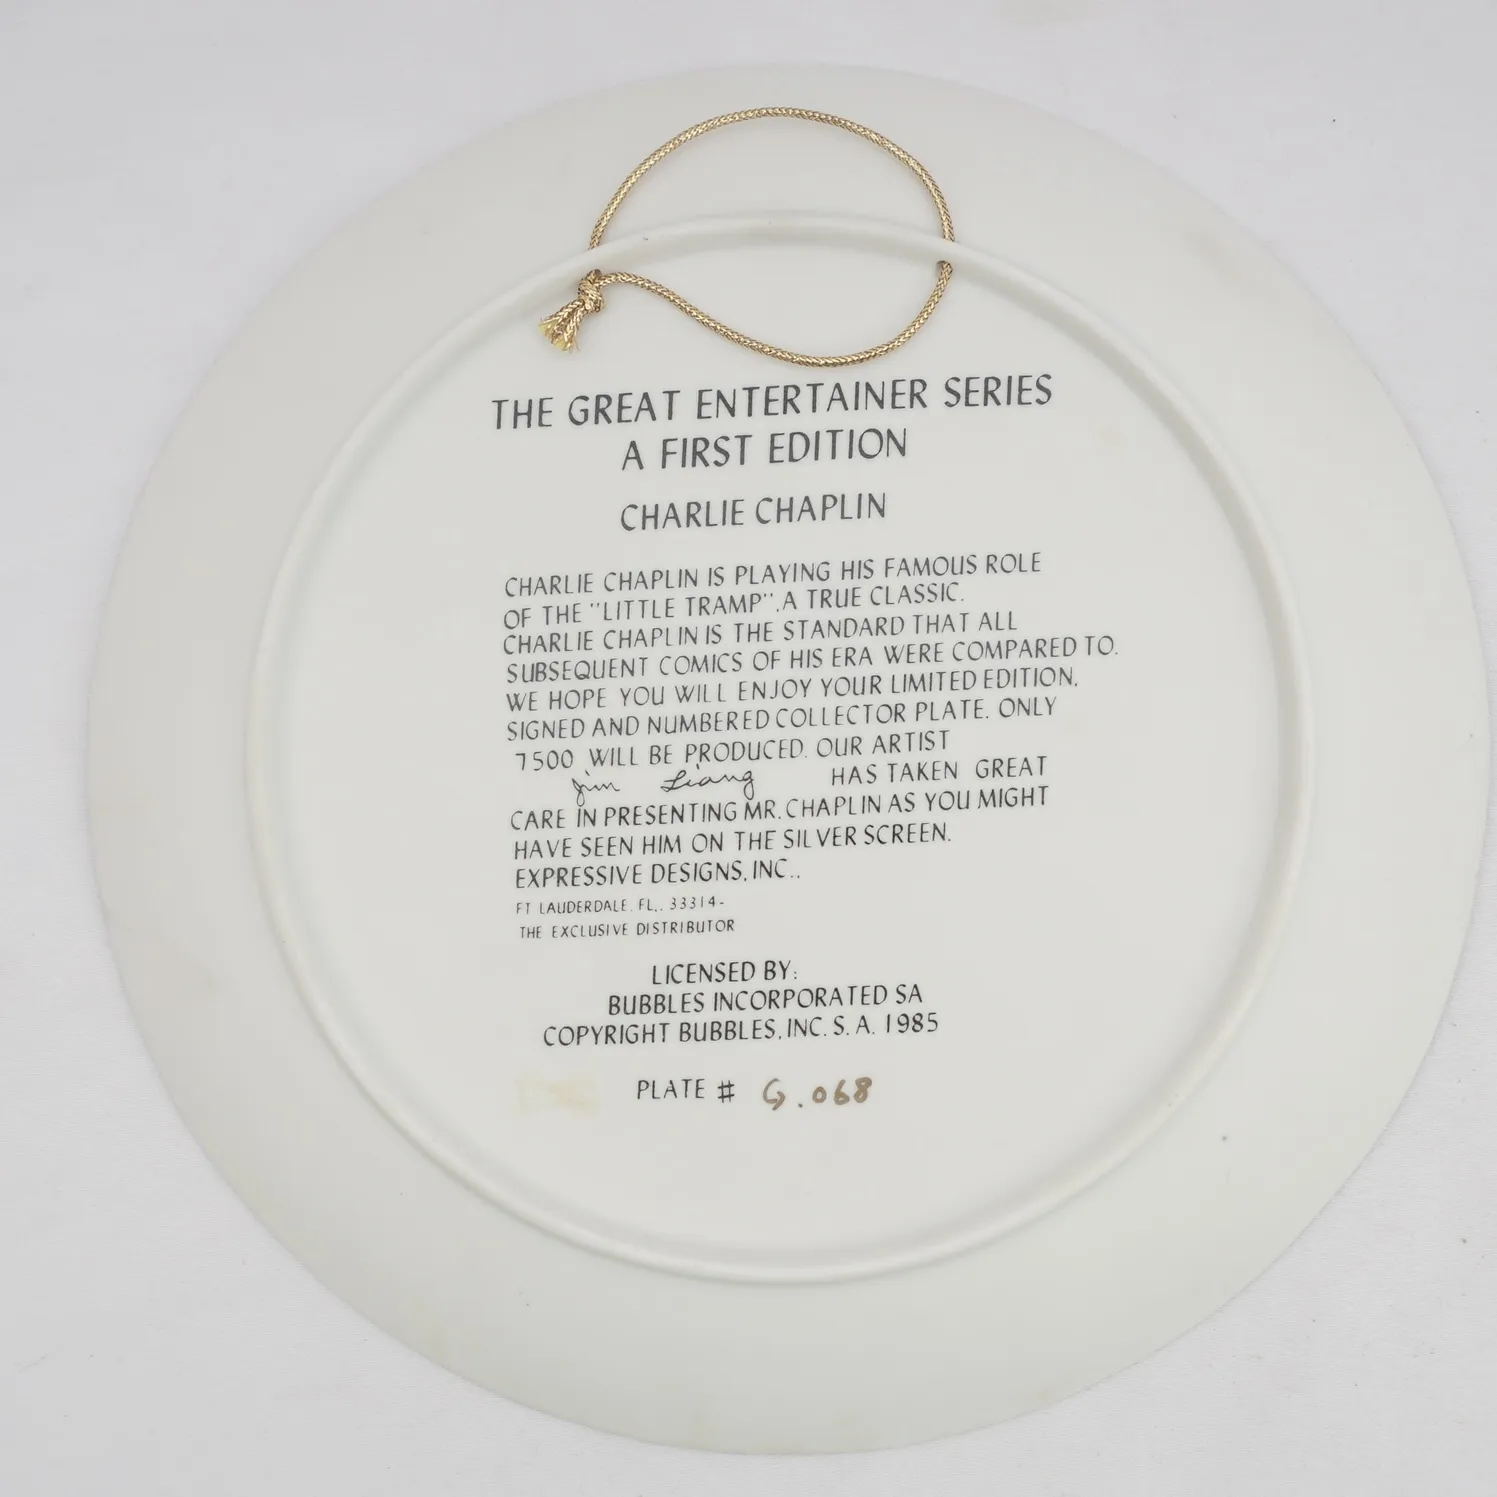 THE GREAT ENTERTAINER SERIES
A FIRST EDITION
CHARLIE CHAPLIN
CHARLIE CHAPLIN IS PLAYING HIS FAMOUS ROLE
OF THE "LITTLE TRAMP", A TRUE CLASSIC.
CHARLIE CHAPLIN IS THE STANDARD THAT ALL
SUBSEQUENT COMICS OF HIS ERA WERE COMPARED TO.
WE HOPE YOU WILL ENJOY YOUR LIMITED EDITION,
SIGNED AND NUMBERED COLLECTOR PLATE. ONLY
7500 WILL BE PRODUCED. OUR ARTIST
Jim Liang HAS TAKEN GREAT
CARE IN PRESENTING MR. CHAPLIN AS YOU MIGHT
HAVE SEEN HIM ON THE SILVER SCREEN.
EXPRESSIVE DESIGNS, INC..
FT LAUDERDALE. FL,. 33314-
THE EXCLUSIVE DISTRIBUTOR
LICENSED BY:
BUBBLES INCORPORATED SA
COPYRIGHT BUBBLES, INC. S. A. 1985
PLATE # G.068